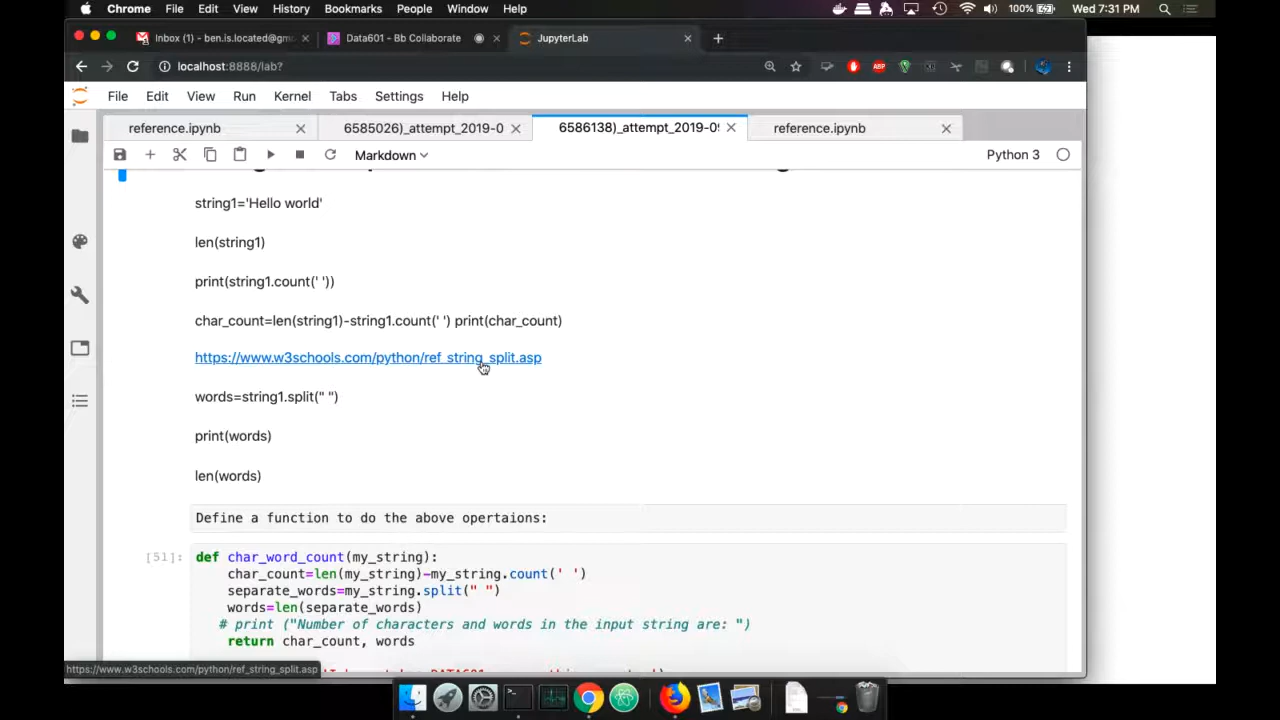 Chrome File Edit View History Bookmarks People Window Help 100% Wed 7:31 PM
Inbox (1) - ben.is.located@gm
Data601 - Bb Collaborate
JupyterLab
localhost:8888/lab?
File Edit View Run Kernel Tabs Settings Help
reference.ipynb
6585026)_attempt_2019-0
6586138)_attempt_2019-09
reference.ipynb
Markdown
Python 3
string1='Hello world'
len(string1)
print(string1.count(' '))
char_count=len(string1)-string1.count(' ') print(char_count)
https://www.w3schools.com/python/ref_string_split.asp
words=string1.split(" ")
print(words)
len(words)
Define a function to do the above opertaions:
[51]:
def char_word_count(my_string):
char_count=len(my_string)-my_string.count(' ')
separate_words=my_string.split(" ")
words=len(separate_words)
# print ("Number of characters and words in the input string are: ")
return char_count, words
https://www.w3schools.com/python/ref_string_split.asp